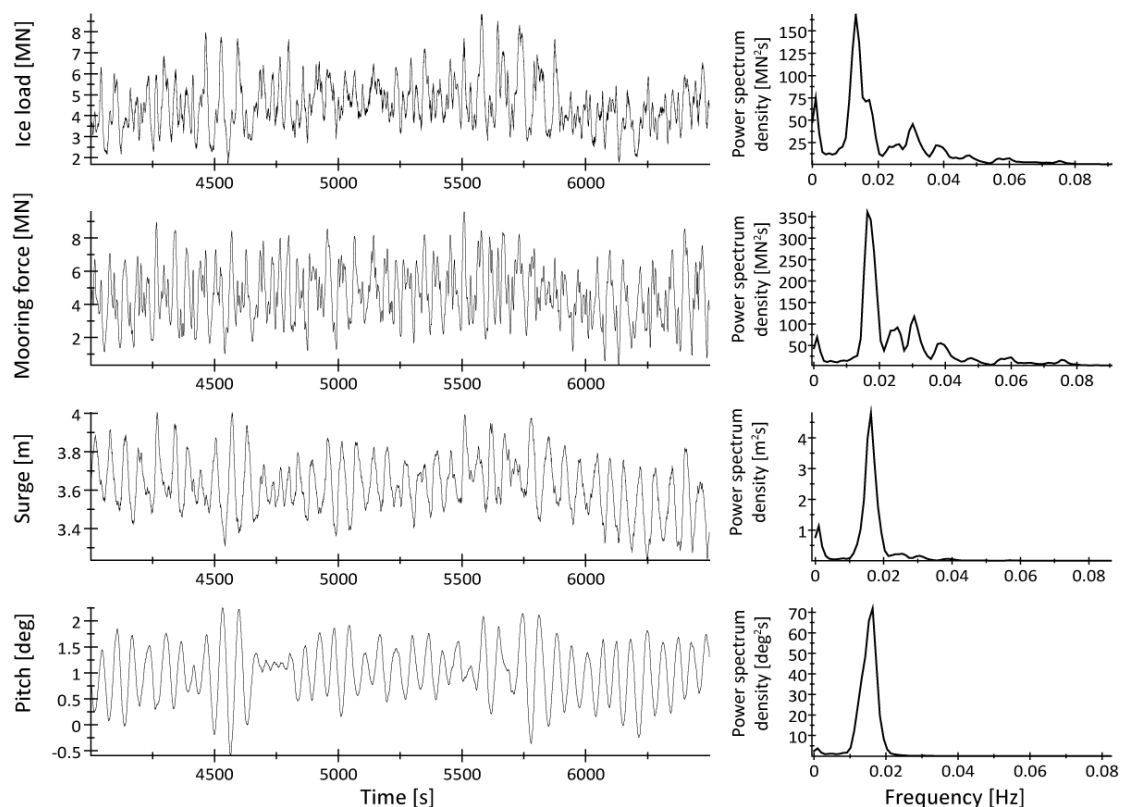 Ice load [MN]
8
7
6
5
4
3
2
4500 5000 5500 6000
Power spectrum
density [MN²s]
150
125
100
75
50
25
0 0.02 0.04 0.06 0.08
Mooring force [MN]
8
6
4
2
4500 5000 5500 6000
Power spectrum
density [MN²s]
350
300
250
200
150
100
50
0 0.02 0.04 0.06 0.08
Surge [m]
4
3.8
3.6
3.4
4500 5000 5500 6000
Power spectrum
density [m²s]
4
3
2
1
0 0.02 0.04 0.06 0.08
Pitch [deg]
2
1.5
1
0.5
0
-0.5
4500 5000 5500 6000
Time [s]
Power spectrum
density [deg²s]
70
60
50
40
30
20
10
0 0.02 0.04 0.06 0.08
Frequency [Hz]